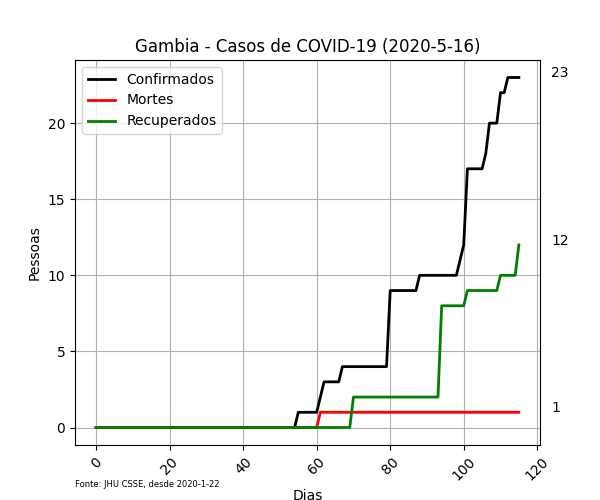 Gambia - Casos de COVID-19 (2020-5-16)
Confirmados
Mortes
Recuperados
23
12
1
Pessoas
20
15
10
5
0
0
20
40
60
80
100
120
Fonte: JHU CSSE, desde 2020-1-22
Dias